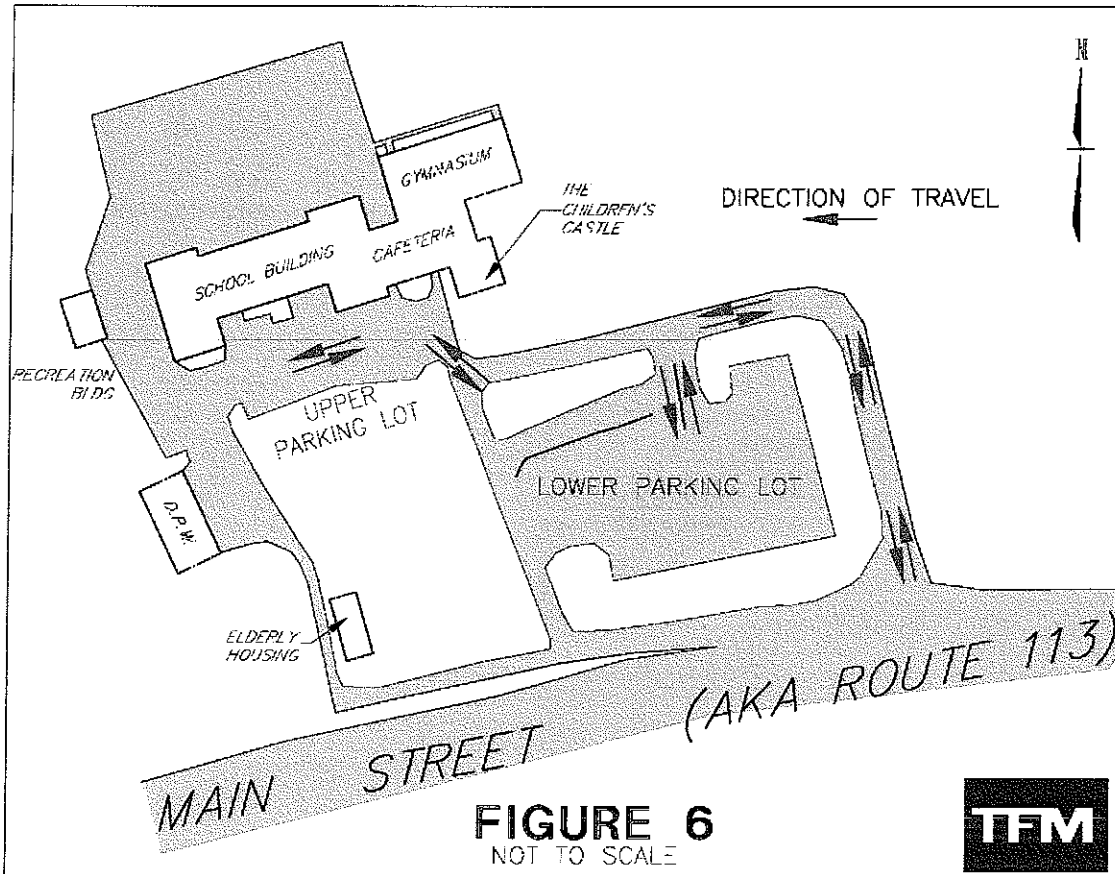 N
GYMNASIUM
THE
CHILDREN'S
CASTLE
DIRECTION OF TRAVEL
CAFETERIA
SCHOOL BUILDING
RECREATION
BLDG
UPPER
PARKING LOT
LOWER PARKING LOT
D.P.W.
ELDERLY
HOUSING
MAIN STREET (AKA ROUTE 113)
FIGURE 6
NOT TO SCALE
TFM